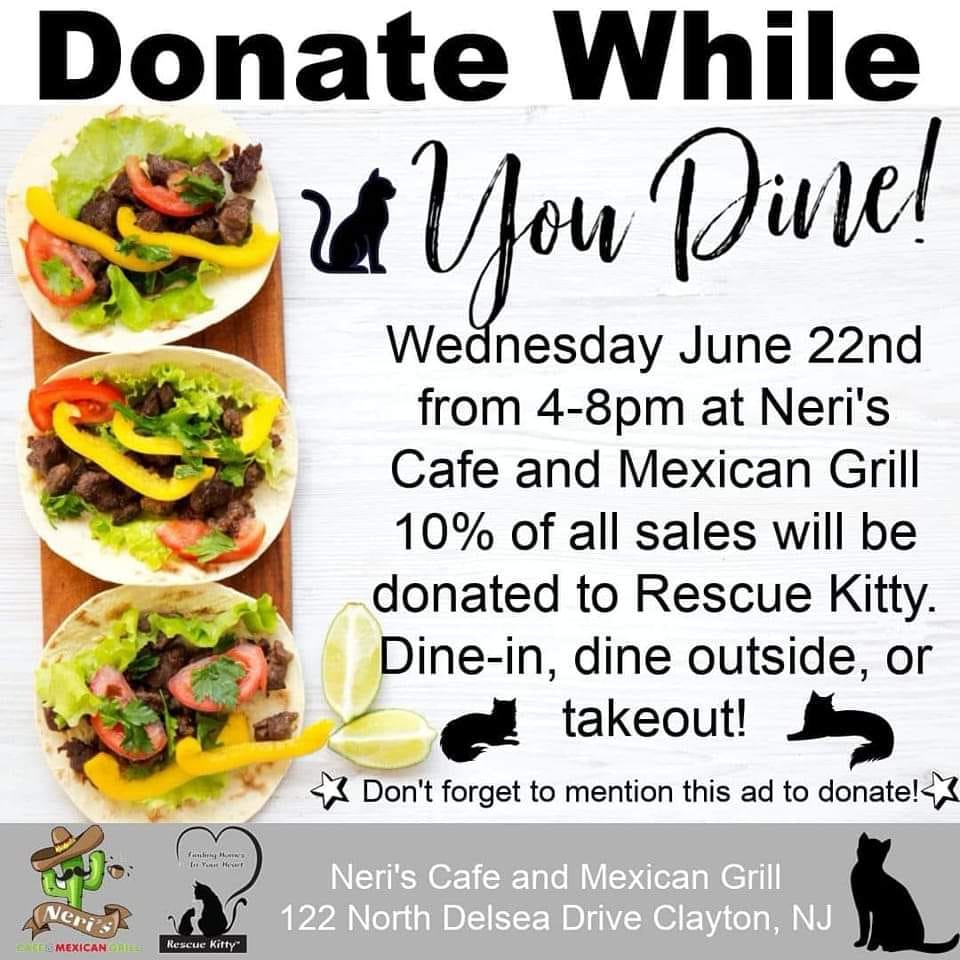 Donate While
You Dine!
Wednesday June 22nd
from 4-8pm at Neri's
Cafe and Mexican Grill
10% of all sales will be
donated to Rescue Kitty.
Dine-in, dine outside, or
takeout!
Don't forget to mention this ad to donate!
Neri's
CAFE & MEXICAN GRILL
Finding Homes
In Your Heart
Rescue Kitty™
Neri's Cafe and Mexican Grill
122 North Delsea Drive Clayton, NJ